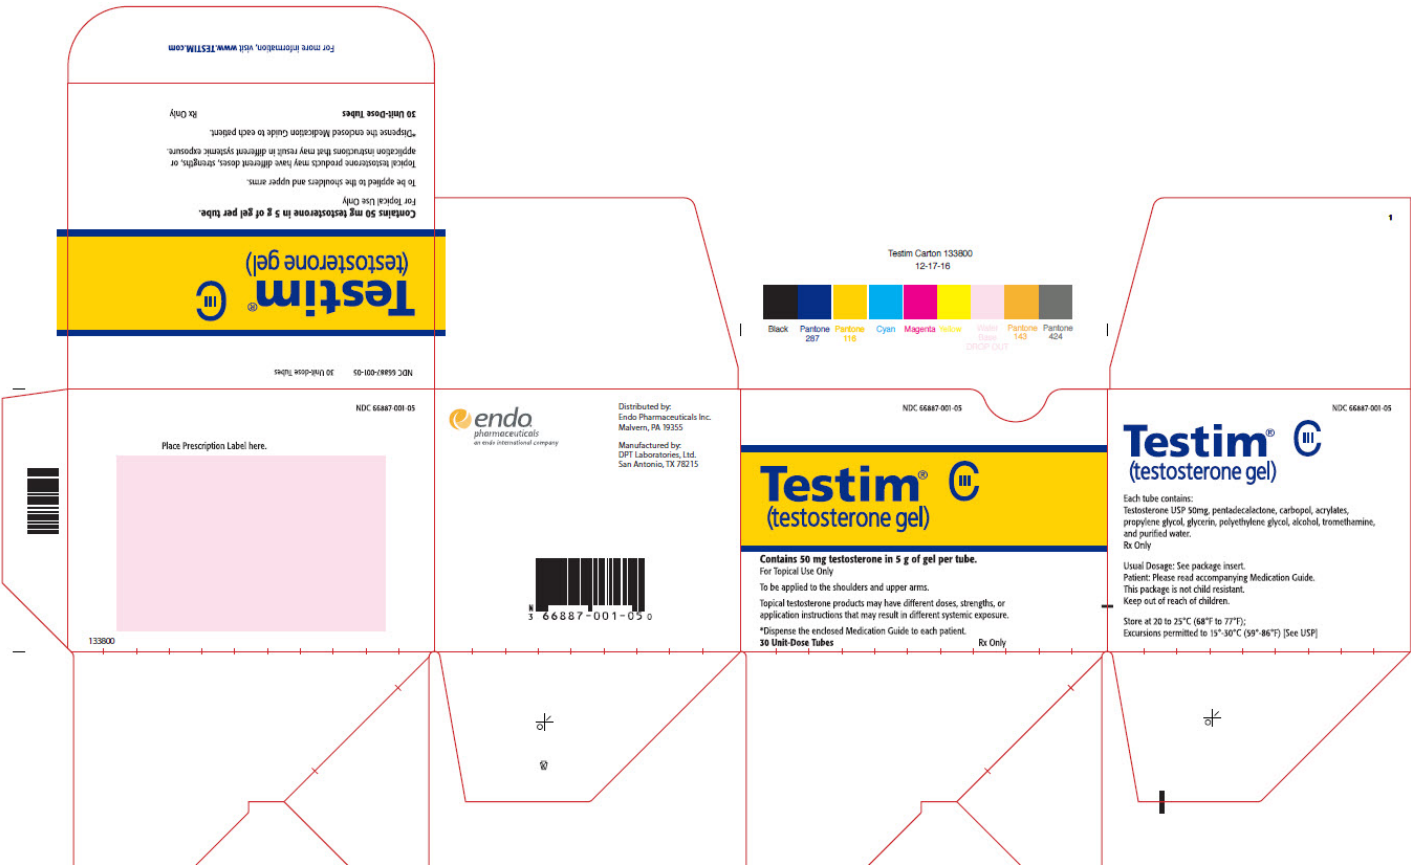 For more information, visit www.TESTIM.com
30 Unit-Dose Tubes Rx Only
*Dispense the enclosed Medication Guide to each patient.
Topical testosterone products may have different doses, strengths, or
application instructions that may result in different systemic exposure.
To be applied to the shoulders and upper arms.
For Topical Use Only
Contains 50 mg testosterone in 5 g of gel per tube.
Testim® CIII
(testosterone gel)
NDC 66887-001-05 30 Unit-dose Tubes
NDC 66887-001-05
Place Prescription Label here.
133800
endo
pharmaceuticals
an endo international company
Distributed by:
Endo Pharmaceuticals Inc.
Malvern, PA 19355
Manufactured by:
DPT Laboratories, Ltd.
San Antonio, TX 78215
N
3 66887-001-05 0
Testim Carton 133800
12-17-16
Black
Pantone
287
Pantone
116
Cyan
Magenta
Yellow
Water
Base
DROP OUT
Pantone
143
Pantone
424
NDC 66887-001-05
Testim® CIII
(testosterone gel)
Contains 50 mg testosterone in 5 g of gel per tube.
For Topical Use Only
To be applied to the shoulders and upper arms.
Topical testosterone products may have different doses, strengths, or
application instructions that may result in different systemic exposure.
*Dispense the enclosed Medication Guide to each patient.
30 Unit-Dose Tubes Rx Only
1
NDC 66887-001-05
Testim® CIII
(testosterone gel)
Each tube contains:
Testosterone USP 50mg, pentadecalactone, carbopol, acrylates,
propylene glycol, glycerin, polyethylene glycol, alcohol, tromethamine,
and purified water.
Rx Only
Usual Dosage: See package insert.
Patient: Please read accompanying Medication Guide.
This package is not child resistant.
Keep out of reach of children.
Store at 20 to 25°C (68°F to 77°F);
Excursions permitted to 15°-30°C (59°-86°F) [See USP]